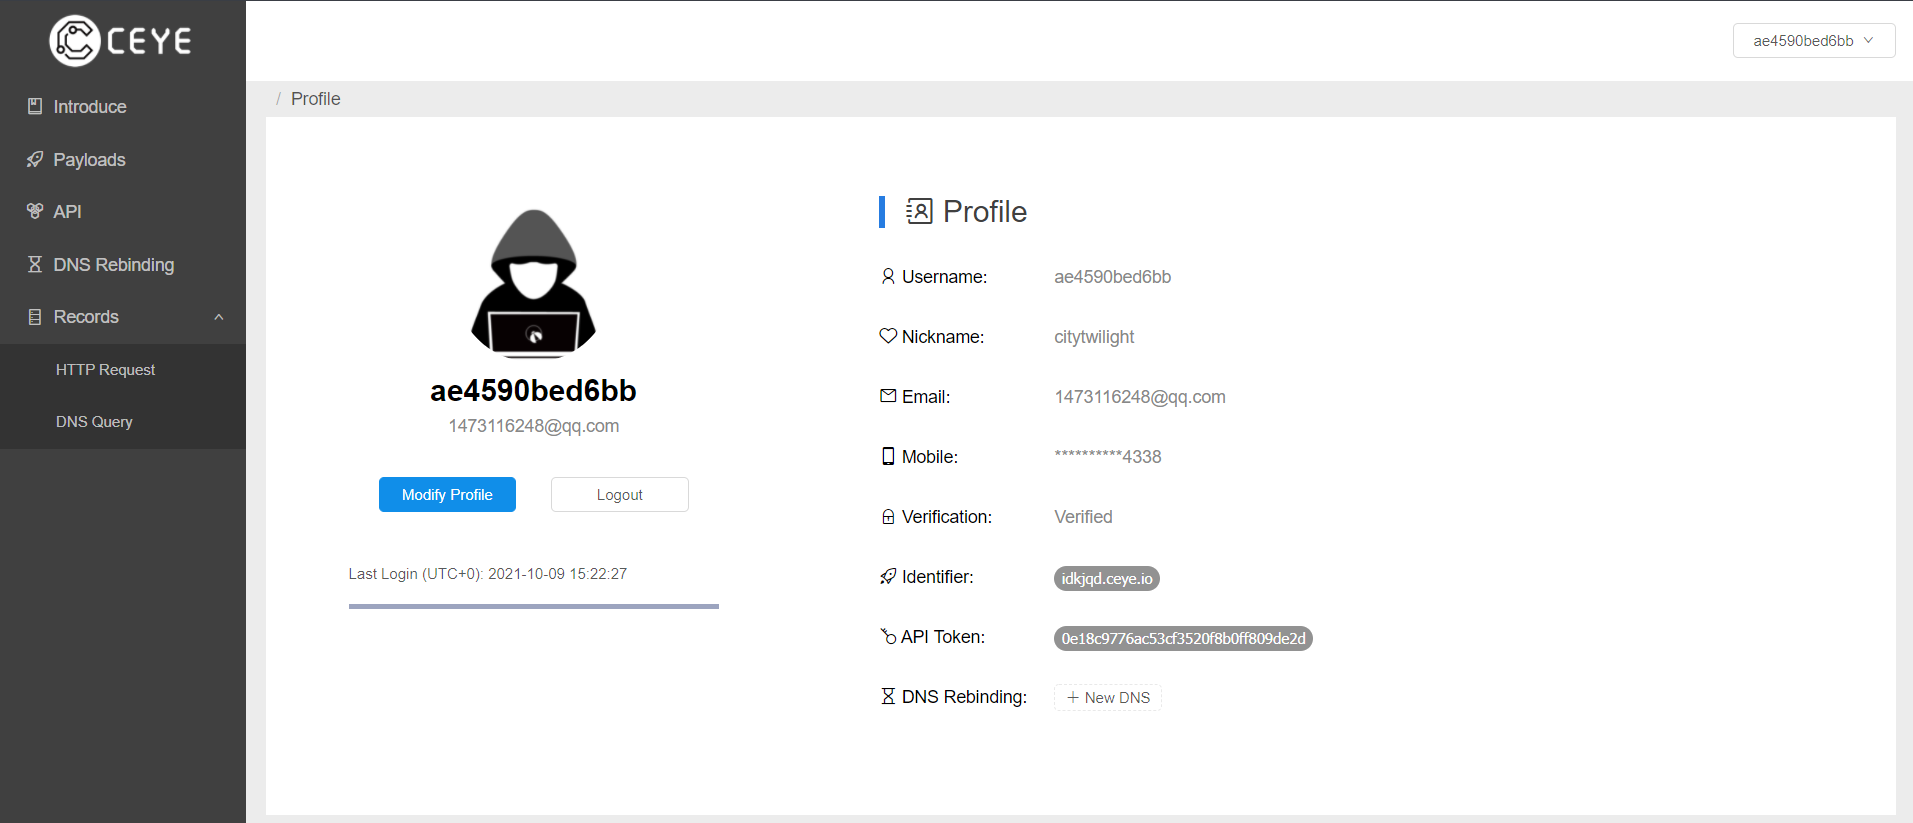 CEYE
ae4590bed6bb
Introduce
Payloads
API
DNS Rebinding
Records
HTTP Request
DNS Query
/ Profile
ae4590bed6bb
1473116248@qq.com
Modify Profile
Logout
Last Login (UTC+0): 2021-10-09 15:22:27
Profile
Username: ae4590bed6bb
Nickname: citytwilight
Email: 1473116248@qq.com
Mobile: **********4338
Verification: Verified
Identifier: idkjqd.ceye.io
API Token: 0e18c9776ac53cf3520f8b0ff809de2d
DNS Rebinding: + New DNS